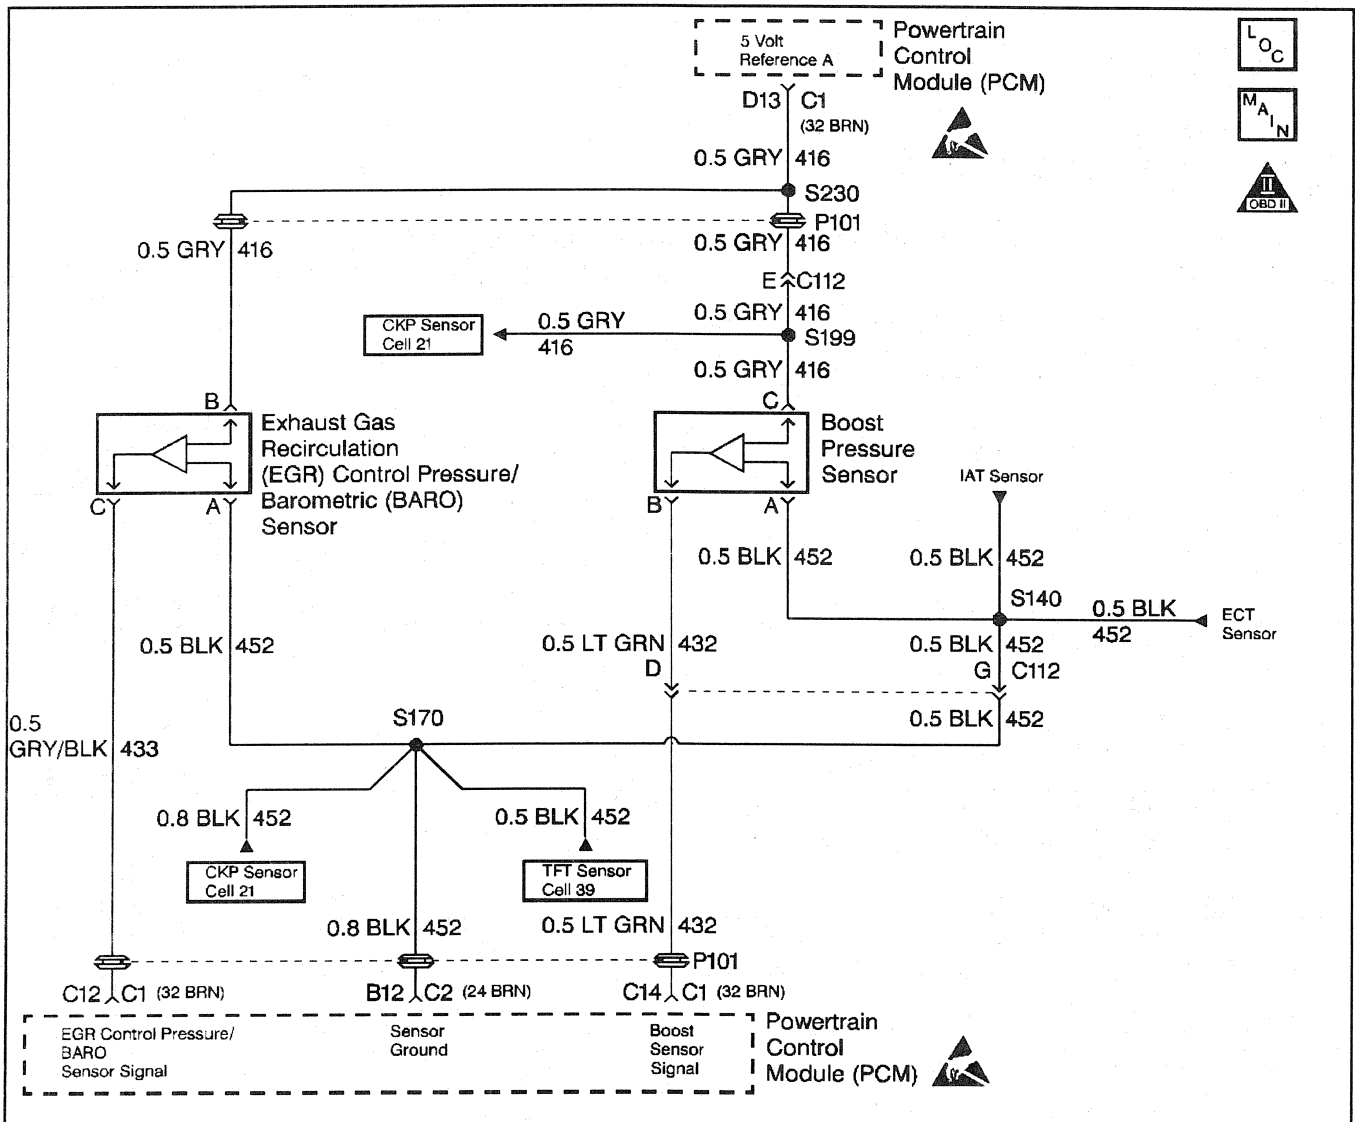 5 Volt
Reference A
Powertrain
Control
Module (PCM)
LOC
MAIN
II
OBD II
D13 C1
(32 BRN)
0.5 GRY 416
S230
P101
0.5 GRY 416
0.5 GRY 416
E C112
0.5 GRY 416
CKP Sensor
Cell 21
0.5 GRY
416
S199
0.5 GRY 416
B
Exhaust Gas
Recirculation
(EGR) Control Pressure/
Barometric (BARO)
Sensor
C A
C
Boost
Pressure
Sensor
B A
IAT Sensor
0.5 BLK 452
0.5 BLK 452
S140
0.5 BLK
452
ECT
Sensor
0.5 BLK 452
0.5 LT GRN 432
D
0.5 BLK 452
G C112
0.5 BLK 452
0.5
GRY/BLK 433
S170
0.8 BLK 452
0.5 BLK 452
CKP Sensor
Cell 21
TFT Sensor
Cell 39
0.8 BLK 452
0.5 LT GRN 432
P101
C12 C1 (32 BRN)
B12 C2 (24 BRN)
C14 C1 (32 BRN)
EGR Control Pressure/
BARO
Sensor Signal
Sensor
Ground
Boost
Sensor
Signal
Powertrain
Control
Module (PCM)